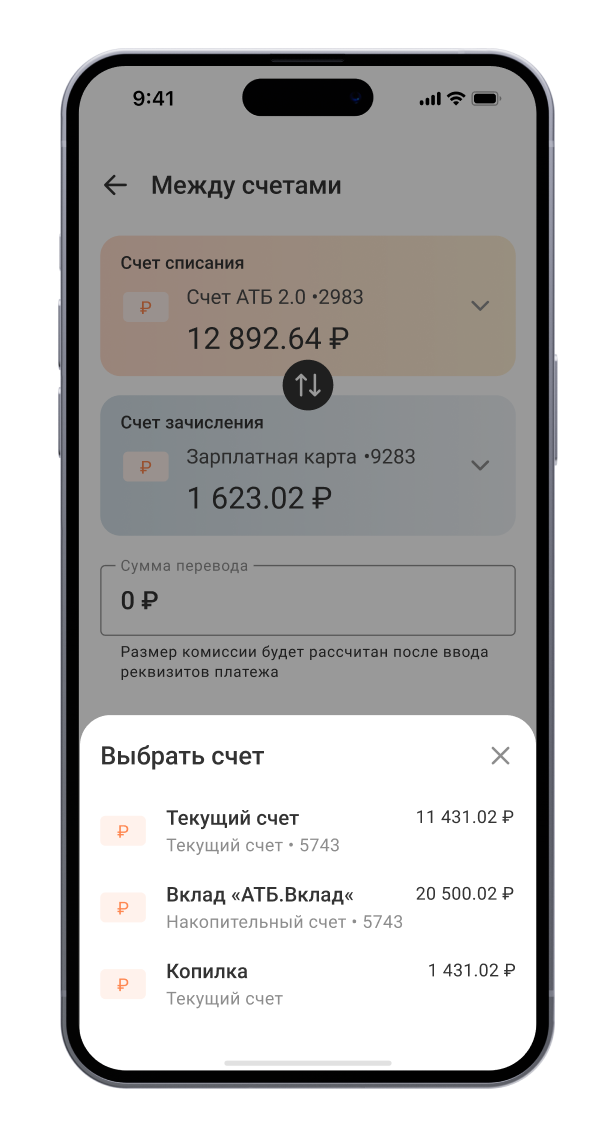 9:41
Между счетами
Счет списания
₽
Счет АТБ 2.0 •2983
12 892.64 ₽
Счет зачисления
₽
Зарплатная карта •9283
1 623.02 ₽
Сумма перевода
0 ₽
Размер комиссии будет рассчитан после ввода
реквизитов платежа
Выбрать счет
₽ Текущий счет 11 431.02 ₽
Текущий счет • 5743
₽ Вклад «АТБ.Вклад« 20 500.02 ₽
Накопительный счет • 5743
₽ Копилка 1 431.02 ₽
Текущий счет